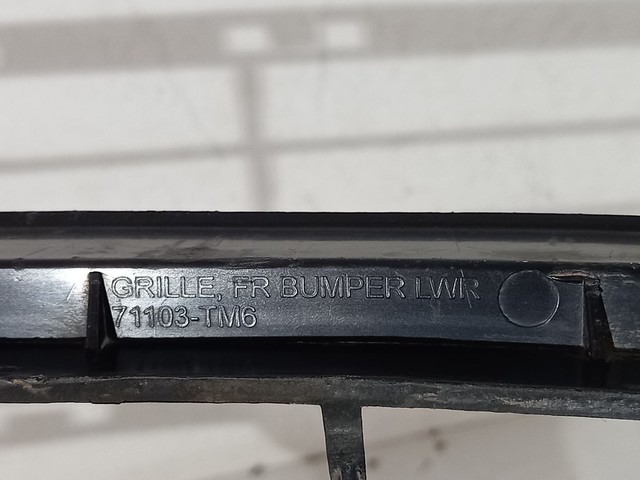 GRILLE, FR BUMPER LWR
71103-TM6